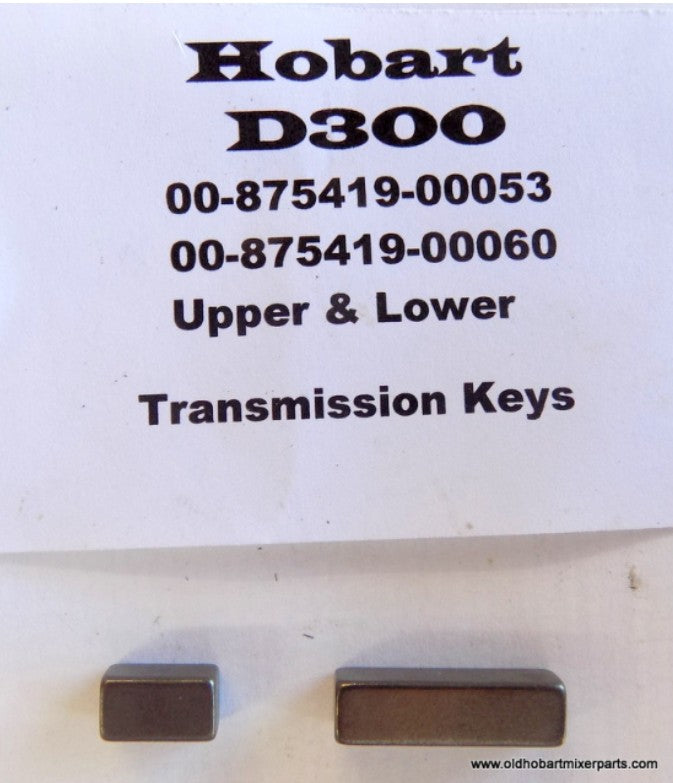 Hobart
D300
00-875419-00053
00-875419-00060
Upper & Lower
Transmission Keys
www.oldhobartmixerparts.com